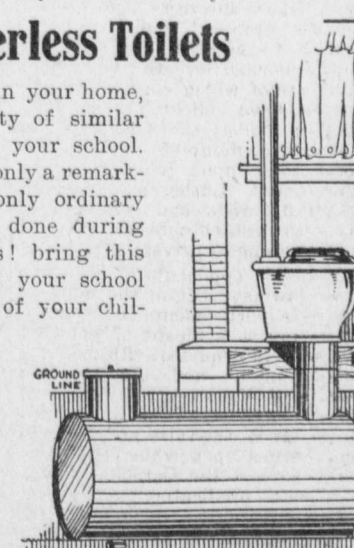 erless Toilets
n your home,
ty of similar
your school.
only a remark-
only ordinary
done during
s! bring this
your school
of your chil-
GROUND
LINE